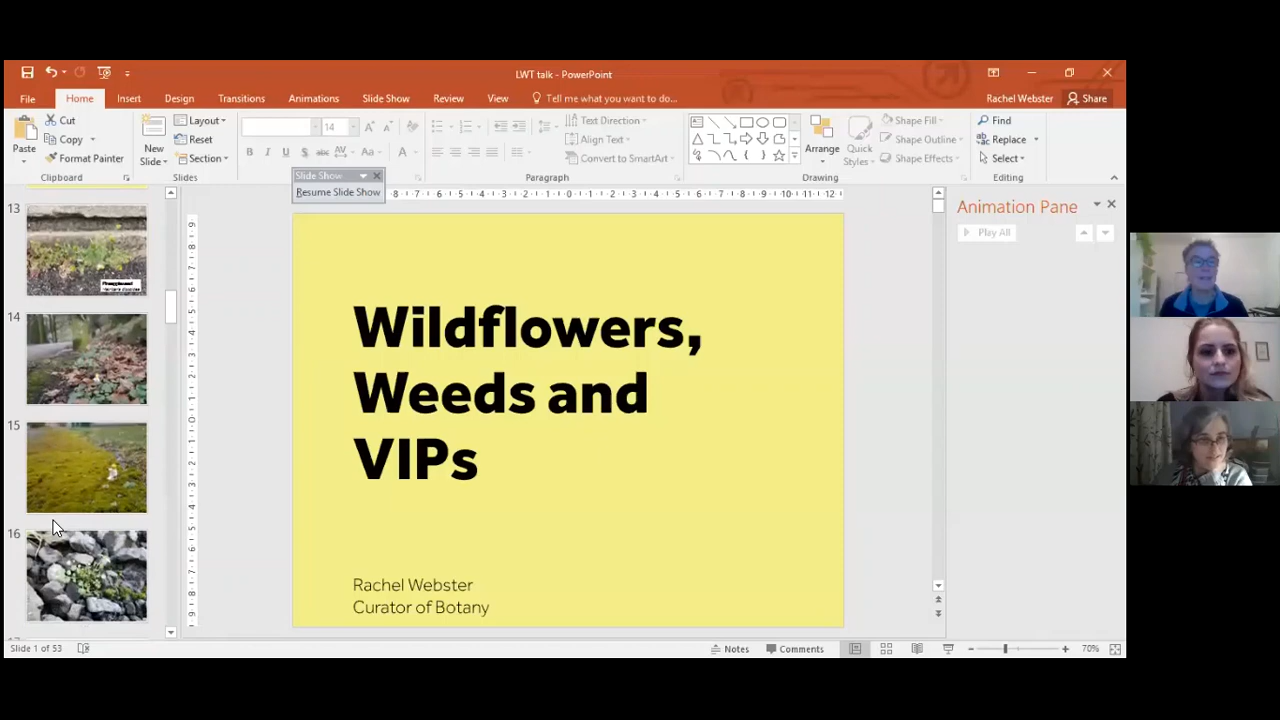 LWT talk - PowerPoint
File
Home
Insert
Design
Transitions
Animations
Slide Show
Review
View
Tell me what you want to do...
Rachel Webster
Share
Paste
Cut
Copy
Format Painter
Clipboard
New
Slide
Layout
Reset
Section
Slides
14
B I U S abc AV Aa A
Text Direction
Align Text
Convert to SmartArt
Paragraph
Arrange
Quick
Styles
Shape Fill
Shape Outline
Shape Effects
Drawing
Find
Replace
Select
Editing
Slide Show
Resume Slide Show
13
14
15
16
Wildflowers,
Weeds and
VIPs
Rachel Webster
Curator of Botany
Animation Pane
Play All
Slide 1 of 53
Notes
Comments
70%